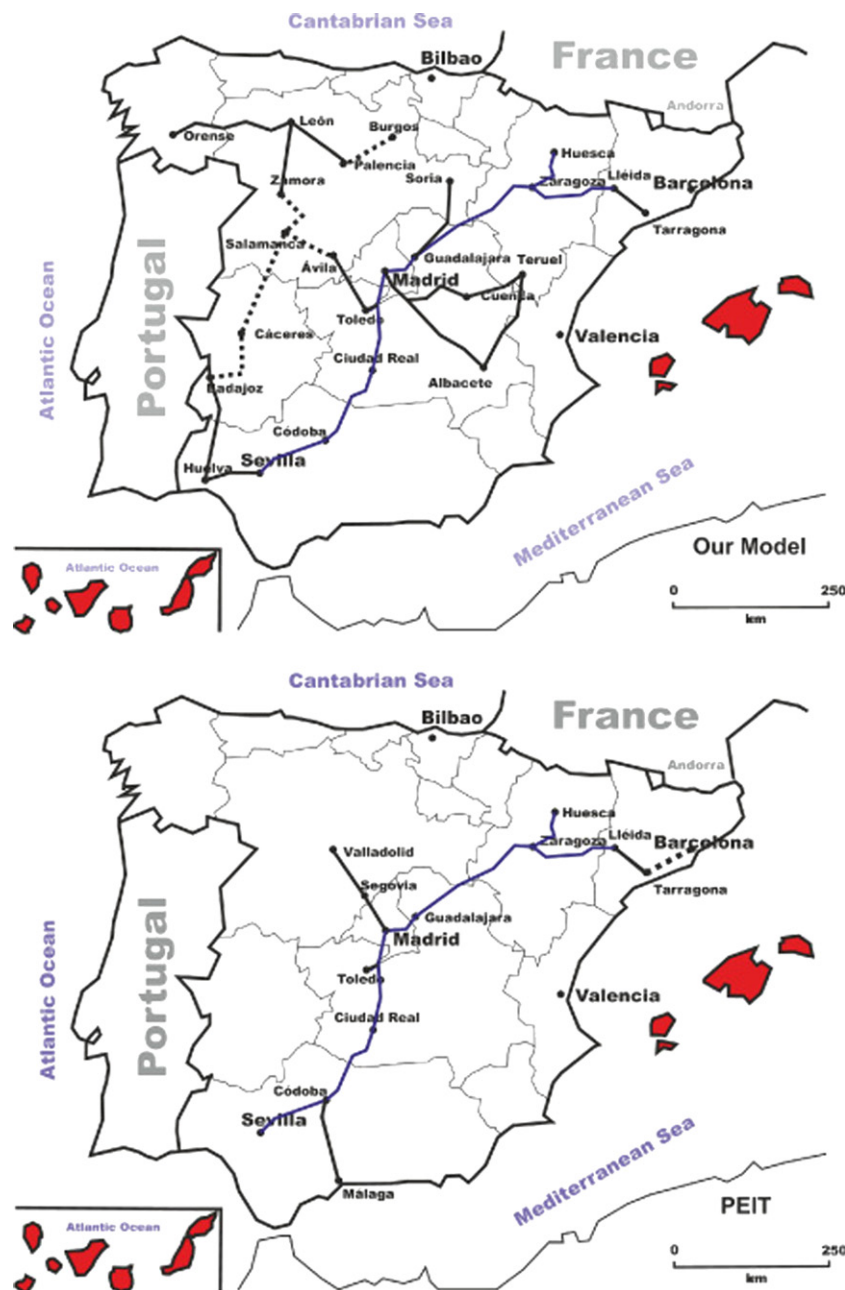 Cantabrian Sea
France
Bilbao
Andorra
León
Burgos
Orense
Palencia
Huesca
Zamora
Soria
Zaragoza
Lléida
Barcelona
Salamanca
Tarragona
Guadalajara
Teruel
Ávila
Madrid
Cuenca
Toledo
Valencia
Cáceres
Ciudad Real
Badajoz
Albacete
Portugal
Atlantic Ocean
Códoba
Sevilla
Huelva
Mediterranean Sea
Our Model
Atlantic Ocean
0
250
km
Cantabrian Sea
France
Bilbao
Andorra
Huesca
Zaragoza
Lléida
Barcelona
Valladolid
Segovia
Tarragona
Guadalajara
Madrid
Toledo
Valencia
Ciudad Real
Portugal
Atlantic Ocean
Códoba
Sevilla
Málaga
Mediterranean Sea
PEIT
Atlantic Ocean
0
250
km